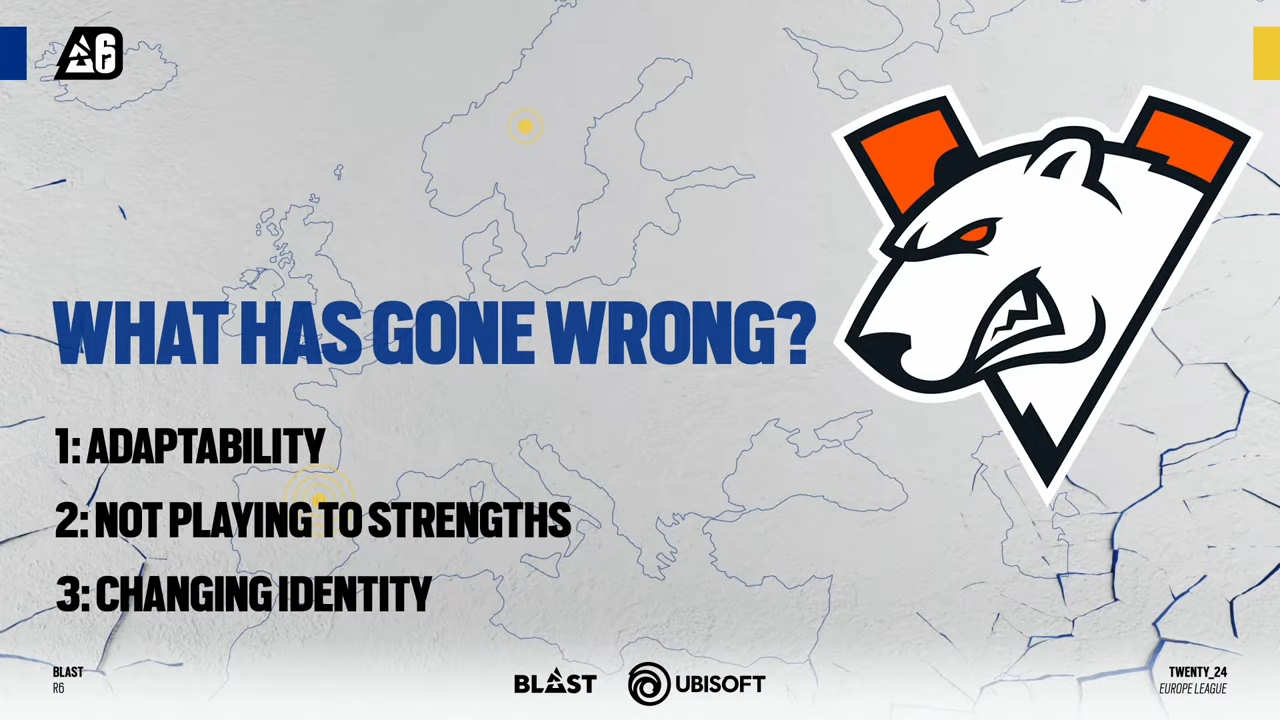 A6
WHAT HAS GONE WRONG?
1: ADAPTABILITY
2: NOT PLAYING TO STRENGTHS
3: CHANGING IDENTITY
BLAST
R6
BLAST
UBISOFT
TWENTY_24
EUROPE LEAGUE